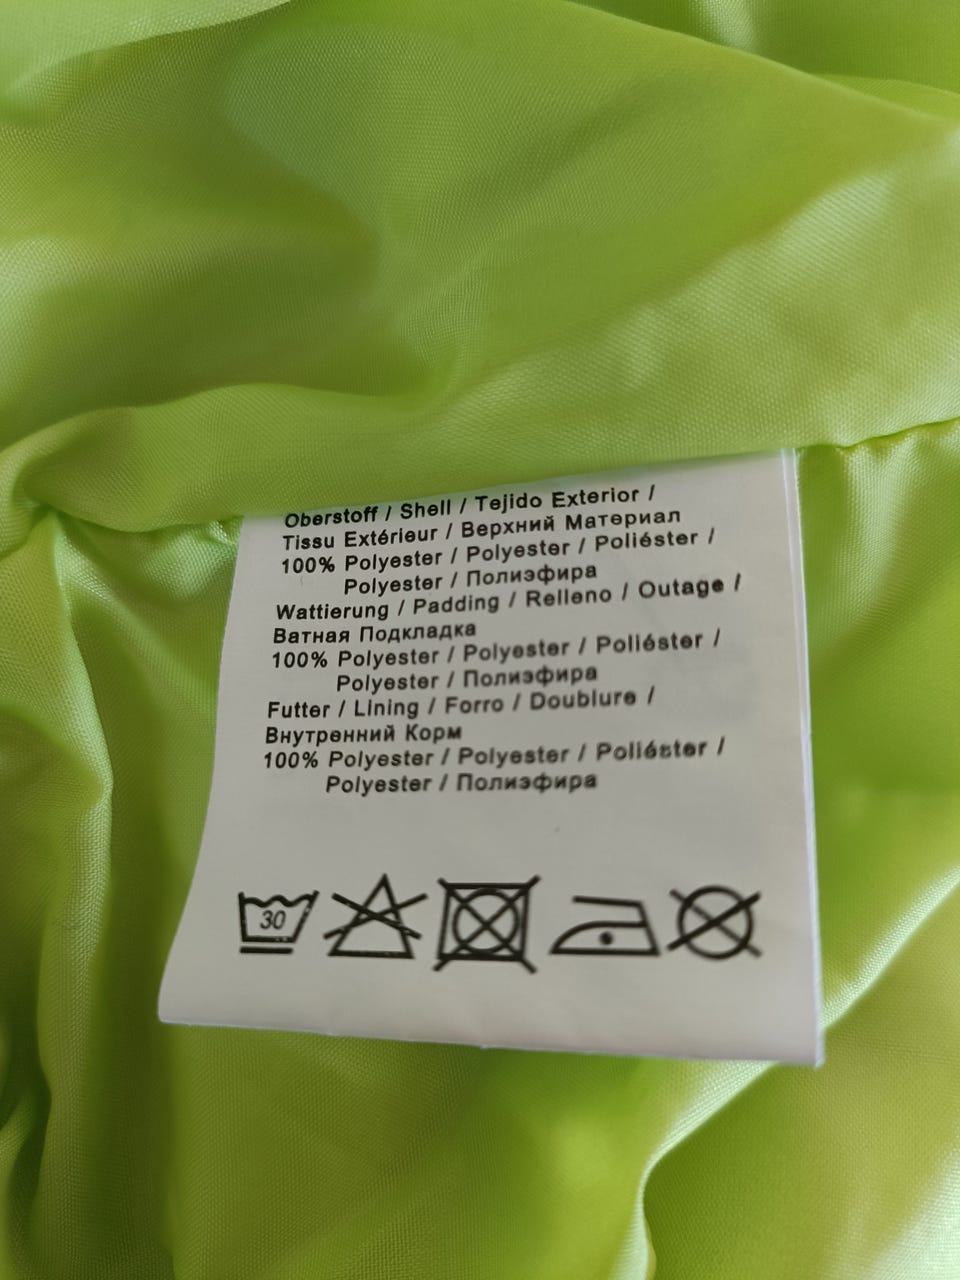 Oberstoff / Shell / Tejido Exterior /
Tissu Extérieur / Верхний Материал
100% Polyester / Polyester / Poliéster /
Polyester / Полиэфира
Wattierung / Padding / Relleno / Outage /
Ватная Подкладка
100% Polyester / Polyester / Poliéster /
Polyester / Полиэфира
Futter / Lining / Forro / Doublure /
Внутренний Корм
100% Polyester / Polyester / Poliéster /
Polyester / Полиэфира
30